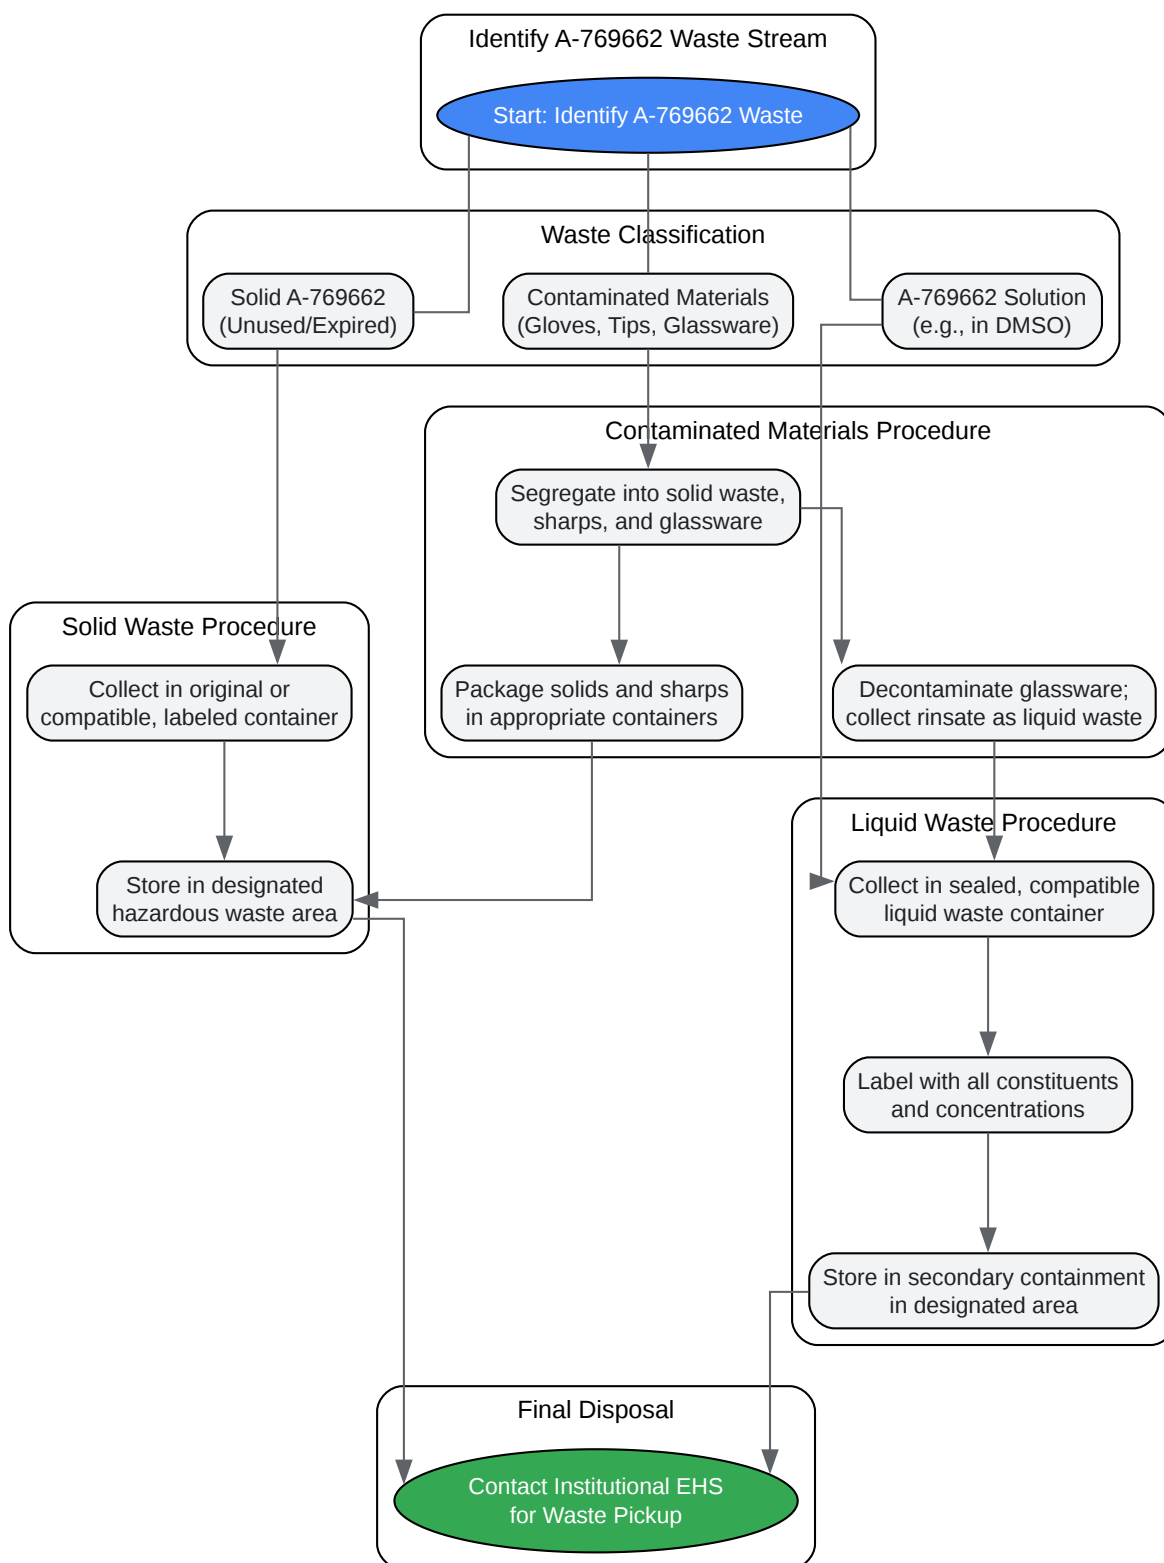 Identify A-769662 Waste Stream
Start: Identify A-769662 Waste
Waste Classification
Solid A-769662
(Unused/Expired)
Contaminated Materials
(Gloves, Tips, Glassware)
A-769662 Solution
(e.g., in DMSO)
Contaminated Materials Procedure
Segregate into solid waste,
sharps, and glassware
Solid Waste Procedure
Collect in original or
compatible, labeled container
Package solids and sharps
in appropriate containers
Decontaminate glassware;
collect rinsate as liquid waste
Liquid Waste Procedure
Store in designated
hazardous waste area
Collect in sealed, compatible
liquid waste container
Label with all constituents
and concentrations
Store in secondary containment
in designated area
Final Disposal
Contact Institutional EHS
for Waste Pickup